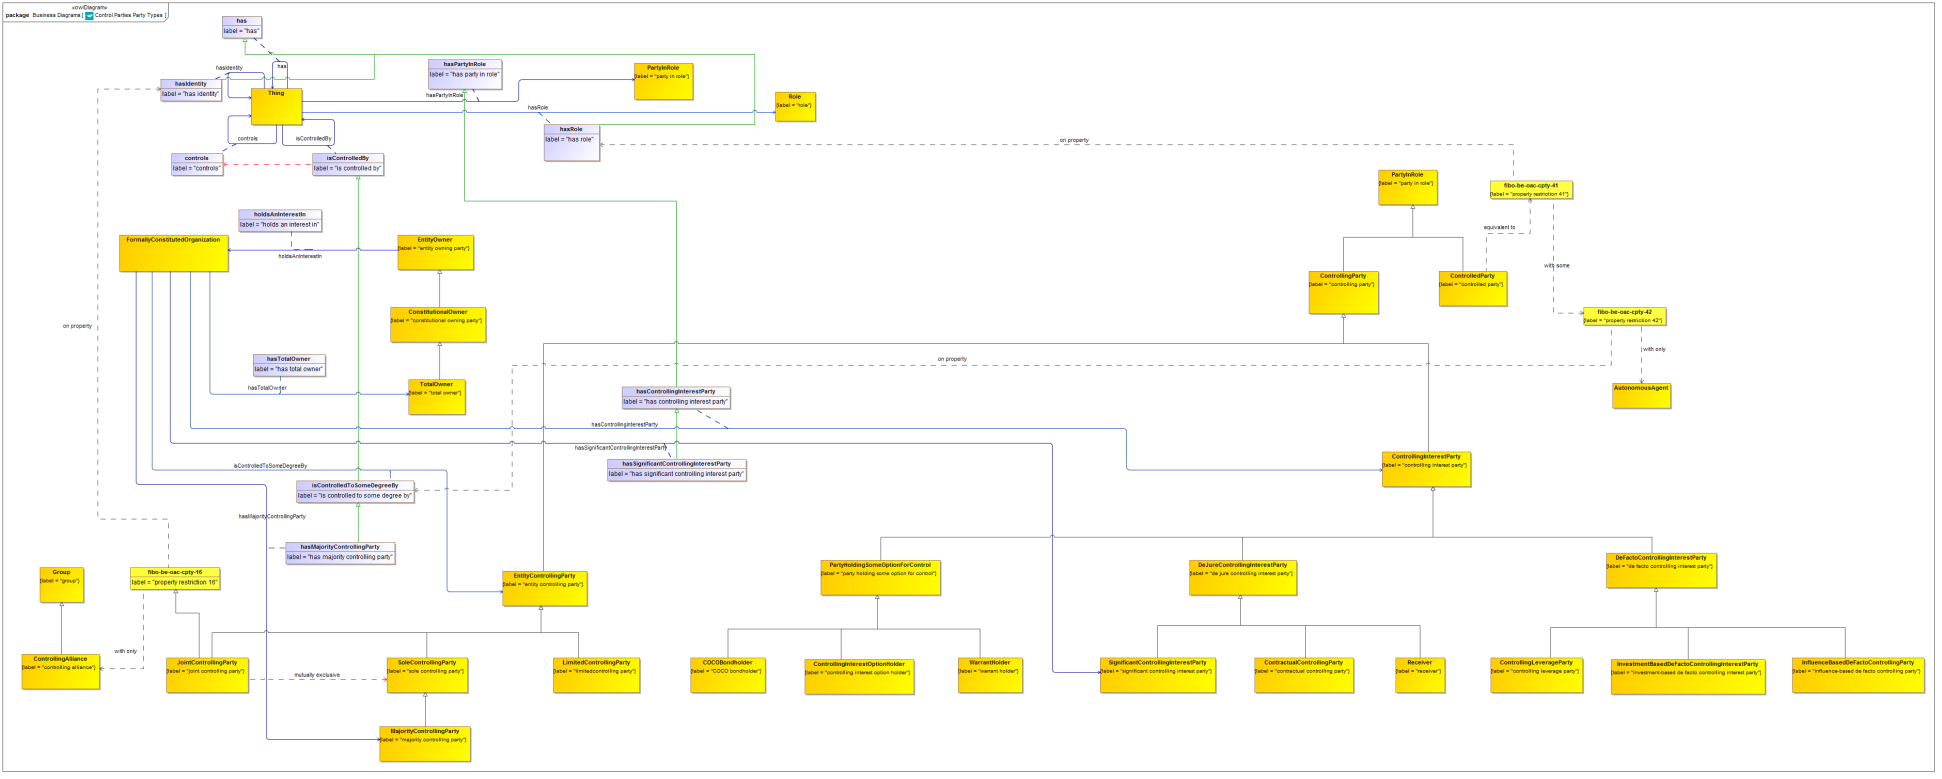 «owlDiagram»
package Business Diagrams [ Control Parties Party Types ]
has
label = "has"
hasIdentity
has
hasIdentity
label = "has identity"
Thing
hasPartyInRole
label = "has party in role"
hasPartyInRole
PartyInRole
[label = "party in role"]
Role
[label = "role"]
hasRole
hasRole
label = "has role"
controls
isControlledBy
controls
label = "controls"
isControlledBy
label = "is controlled by"
on property
PartyInRole
[label = "party in role"]
fibo-be-oac-cpty-41
[label = "property restriction 41"]
holdsAnInterestIn
label = "holds an interest in"
holdsAnInterestIn
FormallyConstitutedOrganization
EntityOwner
[label = "entity owning party"]
equivalent to
with some
ControllingParty
[label = "controlling party"]
ControlledParty
[label = "controlled party"]
ConstitutionalOwner
[label = "constitutional owning party"]
fibo-be-oac-cpty-42
[label = "property restriction 42"]
on property
with only
on property
hasTotalOwner
label = "has total owner"
hasTotalOwner
TotalOwner
[label = "total owner"]
AutonomousAgent
hasControllingInterestParty
label = "has controlling interest party"
hasControllingInterestParty
hasSignificantControllingInterestParty
hasSignificantControllingInterestParty
label = "has significant controlling interest party"
ControllingInterestParty
[label = "controlling interest party"]
isControlledToSomeDegreeBy
isControlledToSomeDegreeBy
label = "is controlled to some degree by"
hasMajorityControllingParty
hasMajorityControllingParty
label = "has majority controlling party"
Group
[label = "group"]
fibo-be-oac-cpty-16
label = "property restriction 16"
EntityControllingParty
[label = "entity controlling party"]
PartyHoldingSomeOptionForControl
[label = "party holding some option for control"]
DeJureControllingInterestParty
[label = "de jure controlling interest party"]
DeFactoControllingInterestParty
[label = "de facto controlling interest party"]
with only
ControllingAlliance
[label = "controlling alliance"]
JointControllingParty
[label = "joint controlling party"]
mutually exclusive
SoleControllingParty
[label = "sole controlling party"]
LimitedControllingParty
[label = "limitedcontrolling party"]
COCOBondholder
[label = "COCO bondholder"]
ControllingInterestOptionHolder
[label = "controlling interest option holder"]
WarrantHolder
[label = "warrant holder"]
SignificantControllingInterestParty
[label = "significant controlling interest party"]
ContractualControllingParty
[label = "contractual controlling party"]
Receiver
[label = "receiver"]
ControllingLeverageParty
[label = "controlling leverage party"]
InvestmentBasedDeFactoControllingInterestParty
[label = "investment-based de facto controlling interest party"]
InfluenceBasedDeFactoControllingParty
[label = "influence-based de facto controlling party"]
MajorityControllingParty
[label = "majority controlling party"]